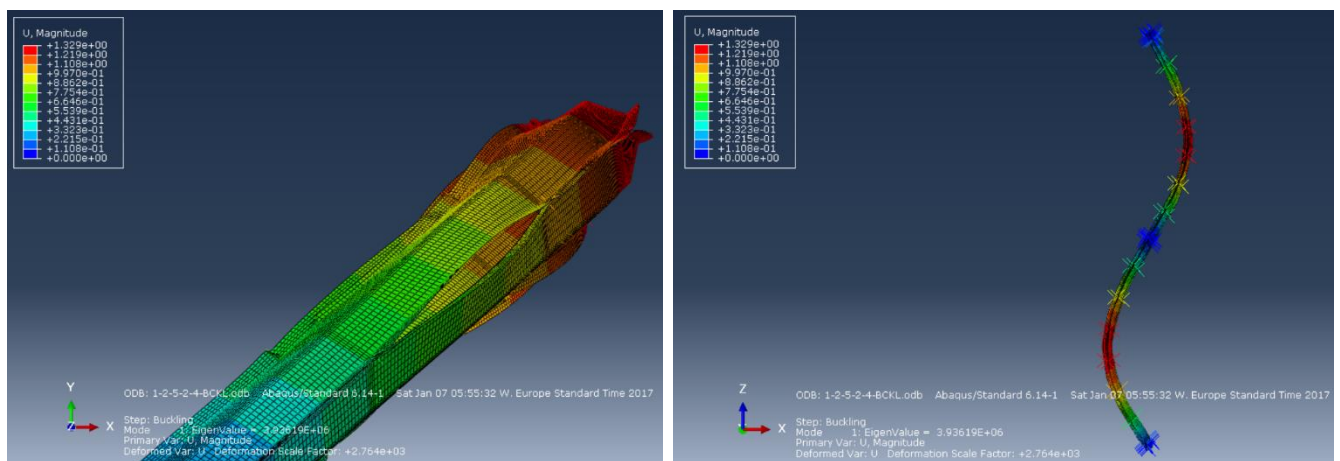 U, Magnitude
+1.329e+00
+1.219e+00
+1.108e+00
+9.970e-01
+8.862e-01
+7.754e-01
+6.646e-01
+5.539e-01
+4.431e-01
+3.323e-01
+2.215e-01
+1.108e-01
+0.000e+00
Y
X
Z
ODB: 1-2-5-2-4-BCKL.odb Abaqus/Standard 6.14-1 Sat Jan 07 05:55:32 W. Europe Standard Time 2017
Step: Buckling
Mode 1: EigenValue = 3.93619E+06
Primary Var: U, Magnitude
Deformed Var: U Deformation Scale Factor: +2.764e+03
U, Magnitude
+1.329e+00
+1.219e+00
+1.108e+00
+9.970e-01
+8.862e-01
+7.754e-01
+6.646e-01
+5.539e-01
+4.431e-01
+3.323e-01
+2.215e-01
+1.108e-01
+0.000e+00
Z
Y
X
ODB: 1-2-5-2-4-BCKL.odb Abaqus/Standard 6.14-1 Sat Jan 07 05:55:32 W. Europe Standard Time 2017
Step: Buckling
Mode 1: EigenValue = 3.93619E+06
Primary Var: U, Magnitude
Deformed Var: U Deformation Scale Factor: +2.764e+03